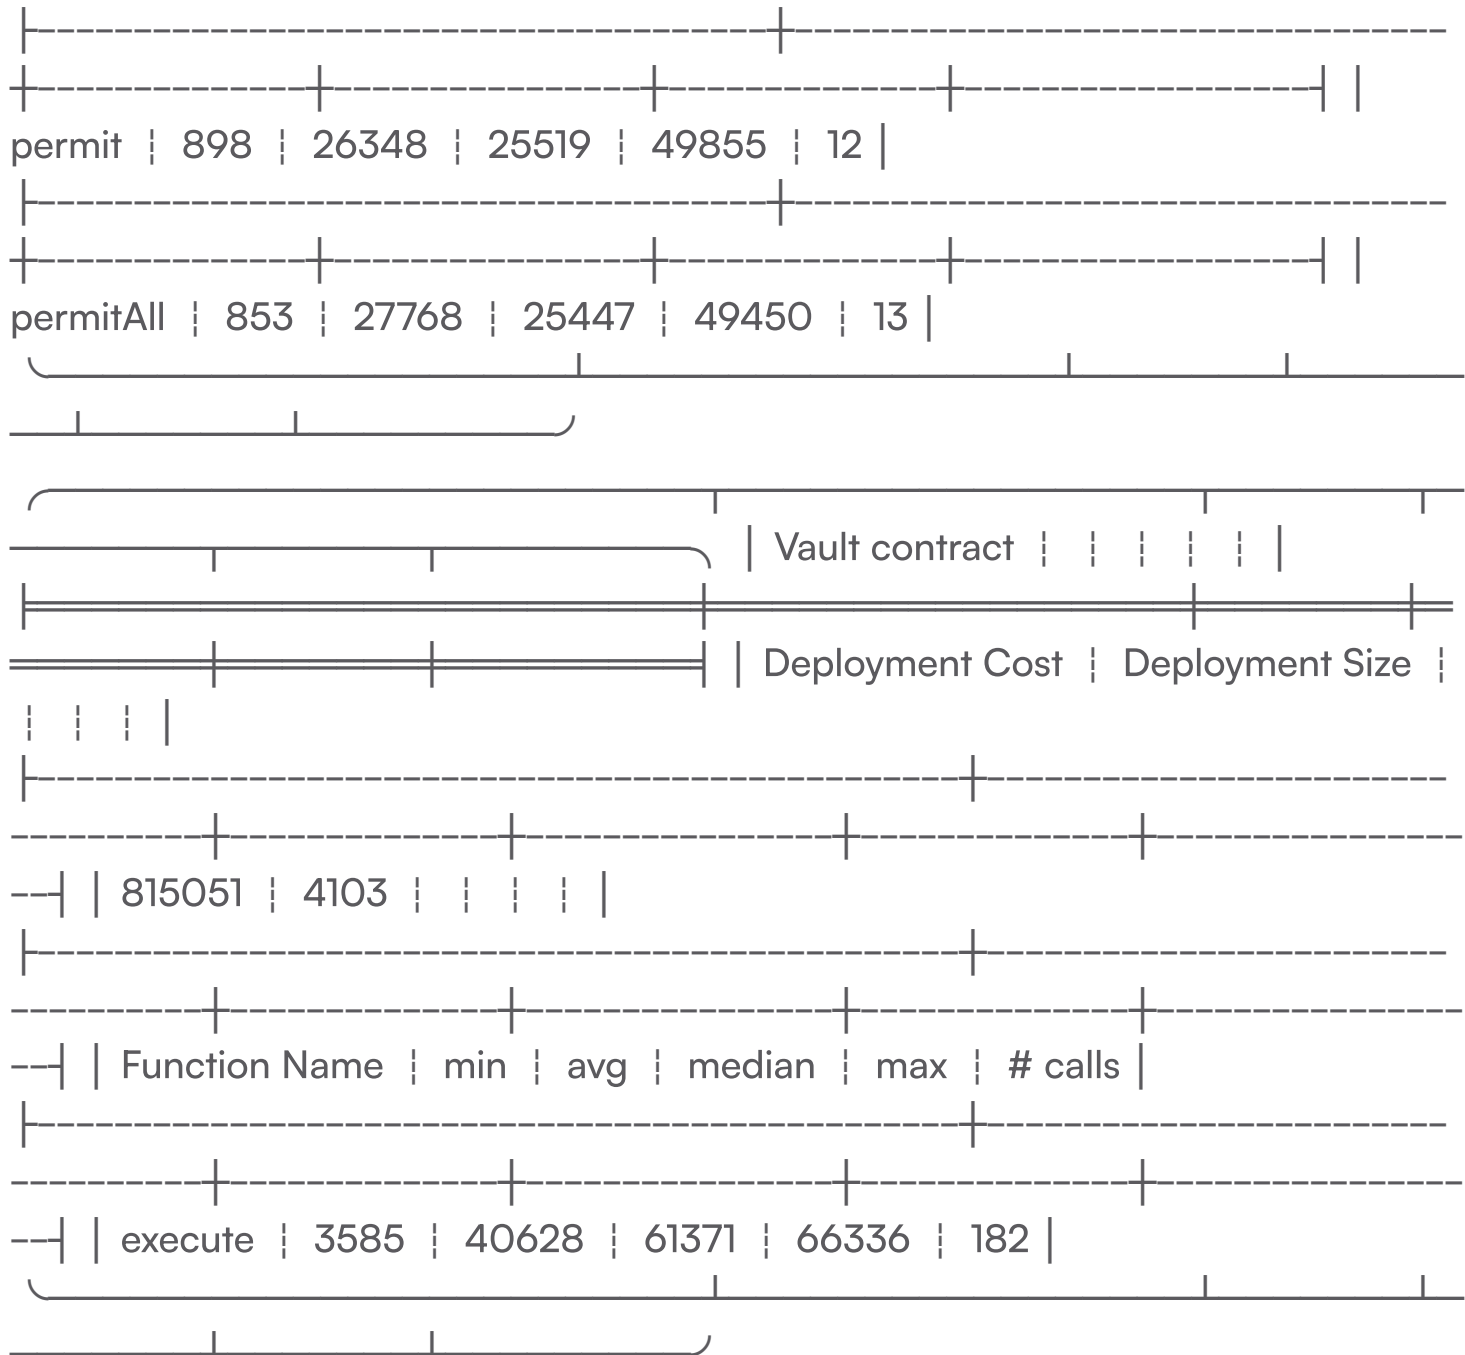 permit ┆ 898 ┆ 26348 ┆ 25519 ┆ 49855 ┆ 12 |
permitAll ┆ 853 ┆ 27768 ┆ 25447 ┆ 49450 ┆ 13 |
| Vault contract ┆ ┆ ┆ ┆ ┆ |
| Deployment Cost ┆ Deployment Size ┆
┆ ┆ ┆ |
| 815051 ┆ 4103 ┆ ┆ ┆ ┆ |
| Function Name ┆ min ┆ avg ┆ median ┆ max ┆ # calls |
| execute ┆ 3585 ┆ 40628 ┆ 61371 ┆ 66336 ┆ 182 |